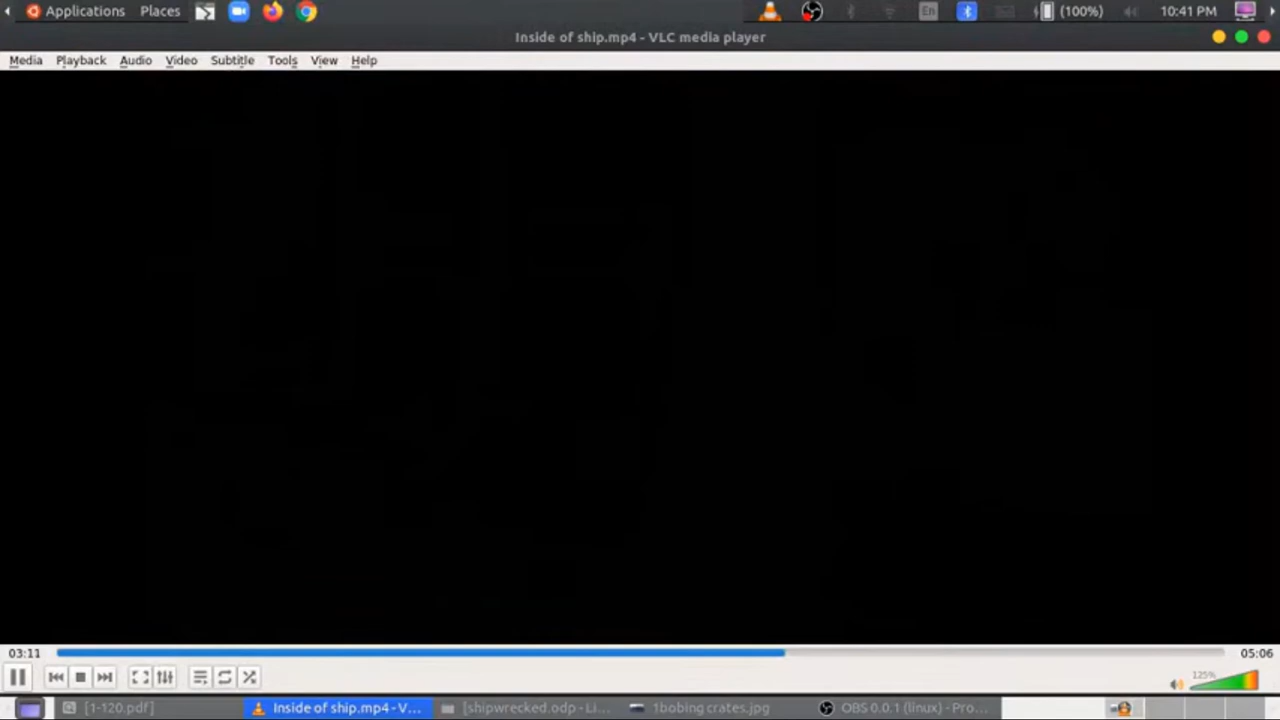 Applications Places En (100%) 10:41 PM
Inside of ship.mp4 - VLC media player
Media Playback Audio Video Subtitle Tools View Help
03:11 05:06
125%
[1-120.pdf] Inside of ship.mp4 - V... [shipwrecked.odp - Li... 1bobing crates.jpg OBS 0.0.1 (linux) - Pro...